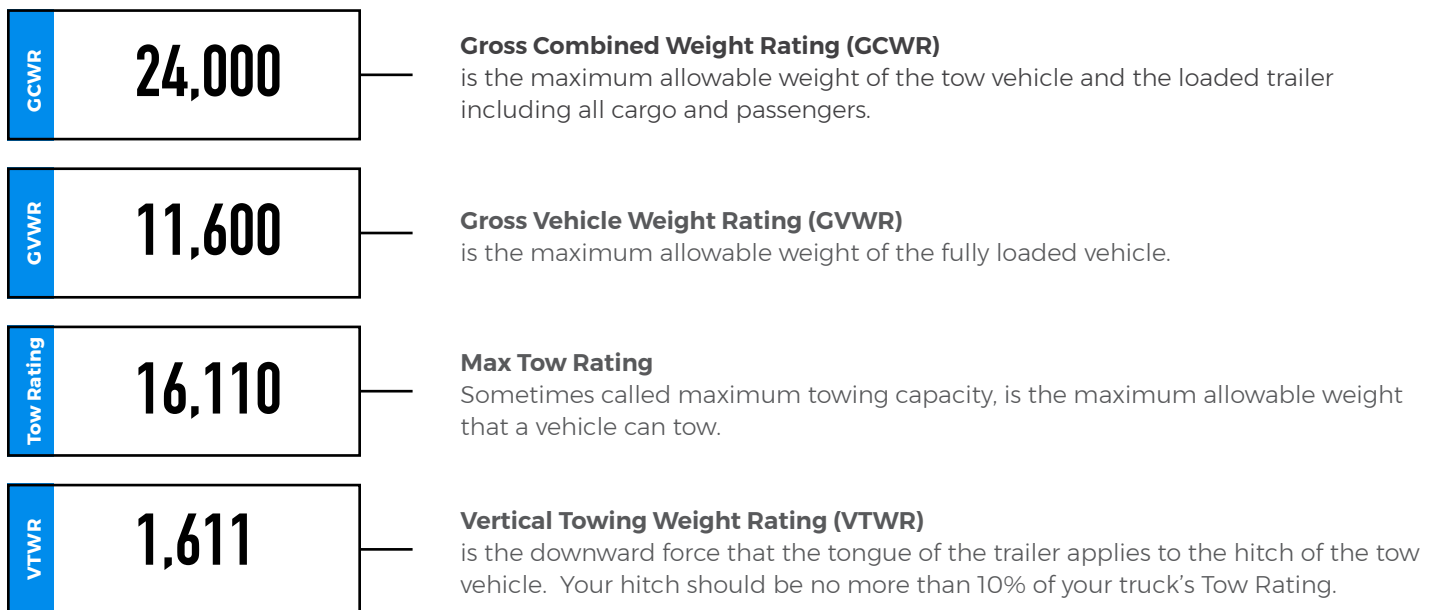 GCWR
24,000
Gross Combined Weight Rating (GCWR)
is the maximum allowable weight of the tow vehicle and the loaded trailer
including all cargo and passengers.
GVWR
11,600
Gross Vehicle Weight Rating (GVWR)
is the maximum allowable weight of the fully loaded vehicle.
Tow Rating
16,110
Max Tow Rating
Sometimes called maximum towing capacity, is the maximum allowable weight
that a vehicle can tow.
VTWR
1,611
Vertical Towing Weight Rating (VTWR)
is the downward force that the tongue of the trailer applies to the hitch of the tow
vehicle.  Your hitch should be no more than 10% of your truck's Tow Rating.